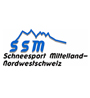 SSM
Schneesport Mittelland-
Nordwestschweiz